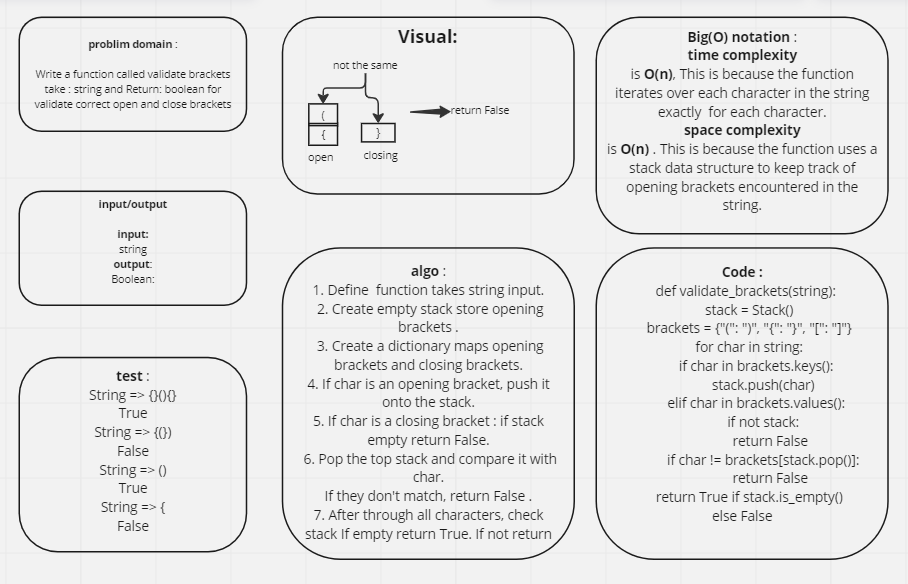 problim domain :
Write a function called validate brackets
take : string and Return: boolean for
validate correct open and close brackets
input/output
input:
string
output:
Boolean:
test :
String => {}(){}
True
String => {(})
False
String => ()
True
String => {
False
Visual:
not the same
(
{
}
return False
open
closing
algo :
1. Define  function takes string input.
2. Create empty stack store opening
brackets .
3. Create a dictionary maps opening
brackets and closing brackets.
4. If char is an opening bracket, push it
onto the stack.
5. If char is a closing bracket : if stack
empty return False.
6. Pop the top stack and compare it with
char.
If they don't match, return False .
7. After through all characters, check
stack If empty return True. If not return
Big(O) notation :
time complexity
is O(n), This is because the function
iterates over each character in the string
exactly  for each character.
space complexity
is O(n) . This is because the function uses a
stack data structure to keep track of
opening brackets encountered in the
string.
Code :
def validate_brackets(string):
stack = Stack()
brackets = {"(": ")", "{": "}", "[": "]"}
for char in string:
if char in brackets.keys():
stack.push(char)
elif char in brackets.values():
if not stack:
return False
if char != brackets[stack.pop()]:
return False
return True if stack.is_empty()
else False